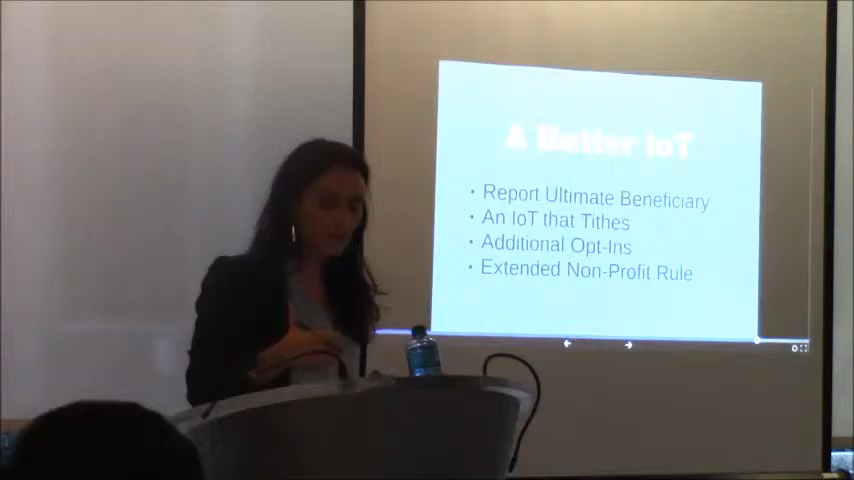 A Better IoT
• Report Ultimate Beneficiary
• An IoT that Tithes
• Additional Opt-Ins
• Extended Non-Profit Rule